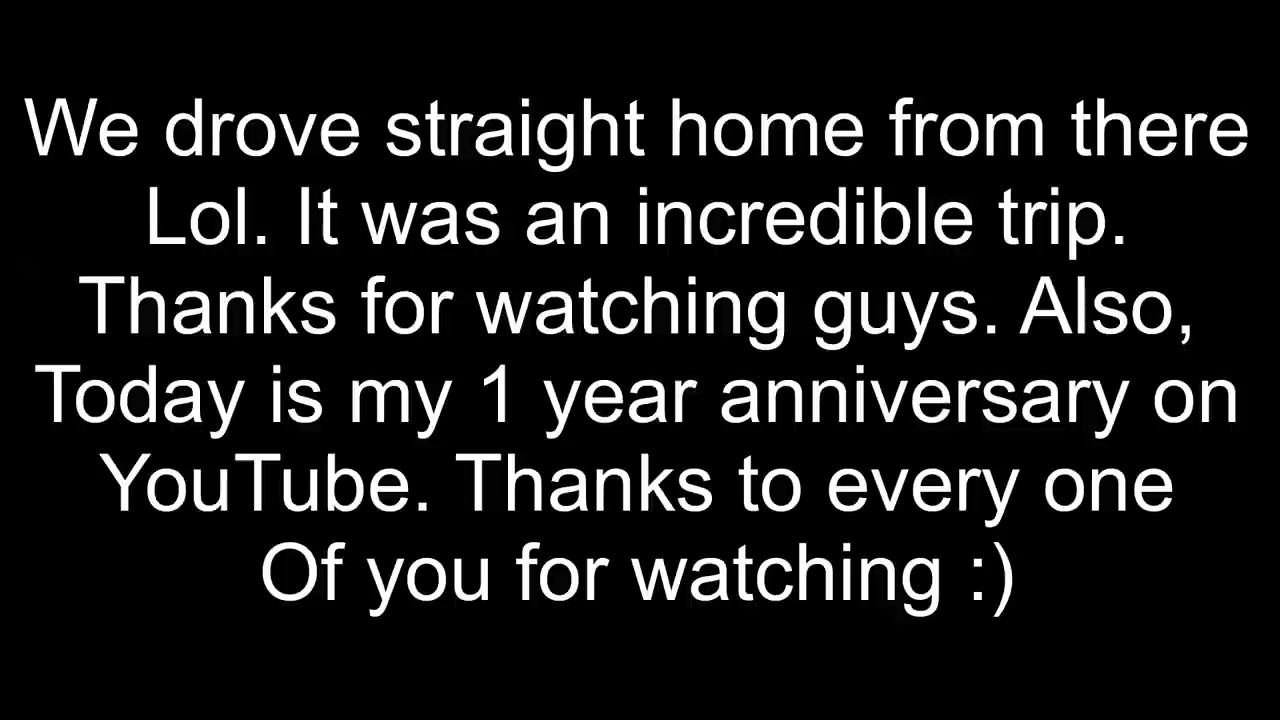 We drove straight home from there
Lol. It was an incredible trip.
Thanks for watching guys. Also,
Today is my 1 year anniversary on
YouTube. Thanks to every one
Of you for watching :)